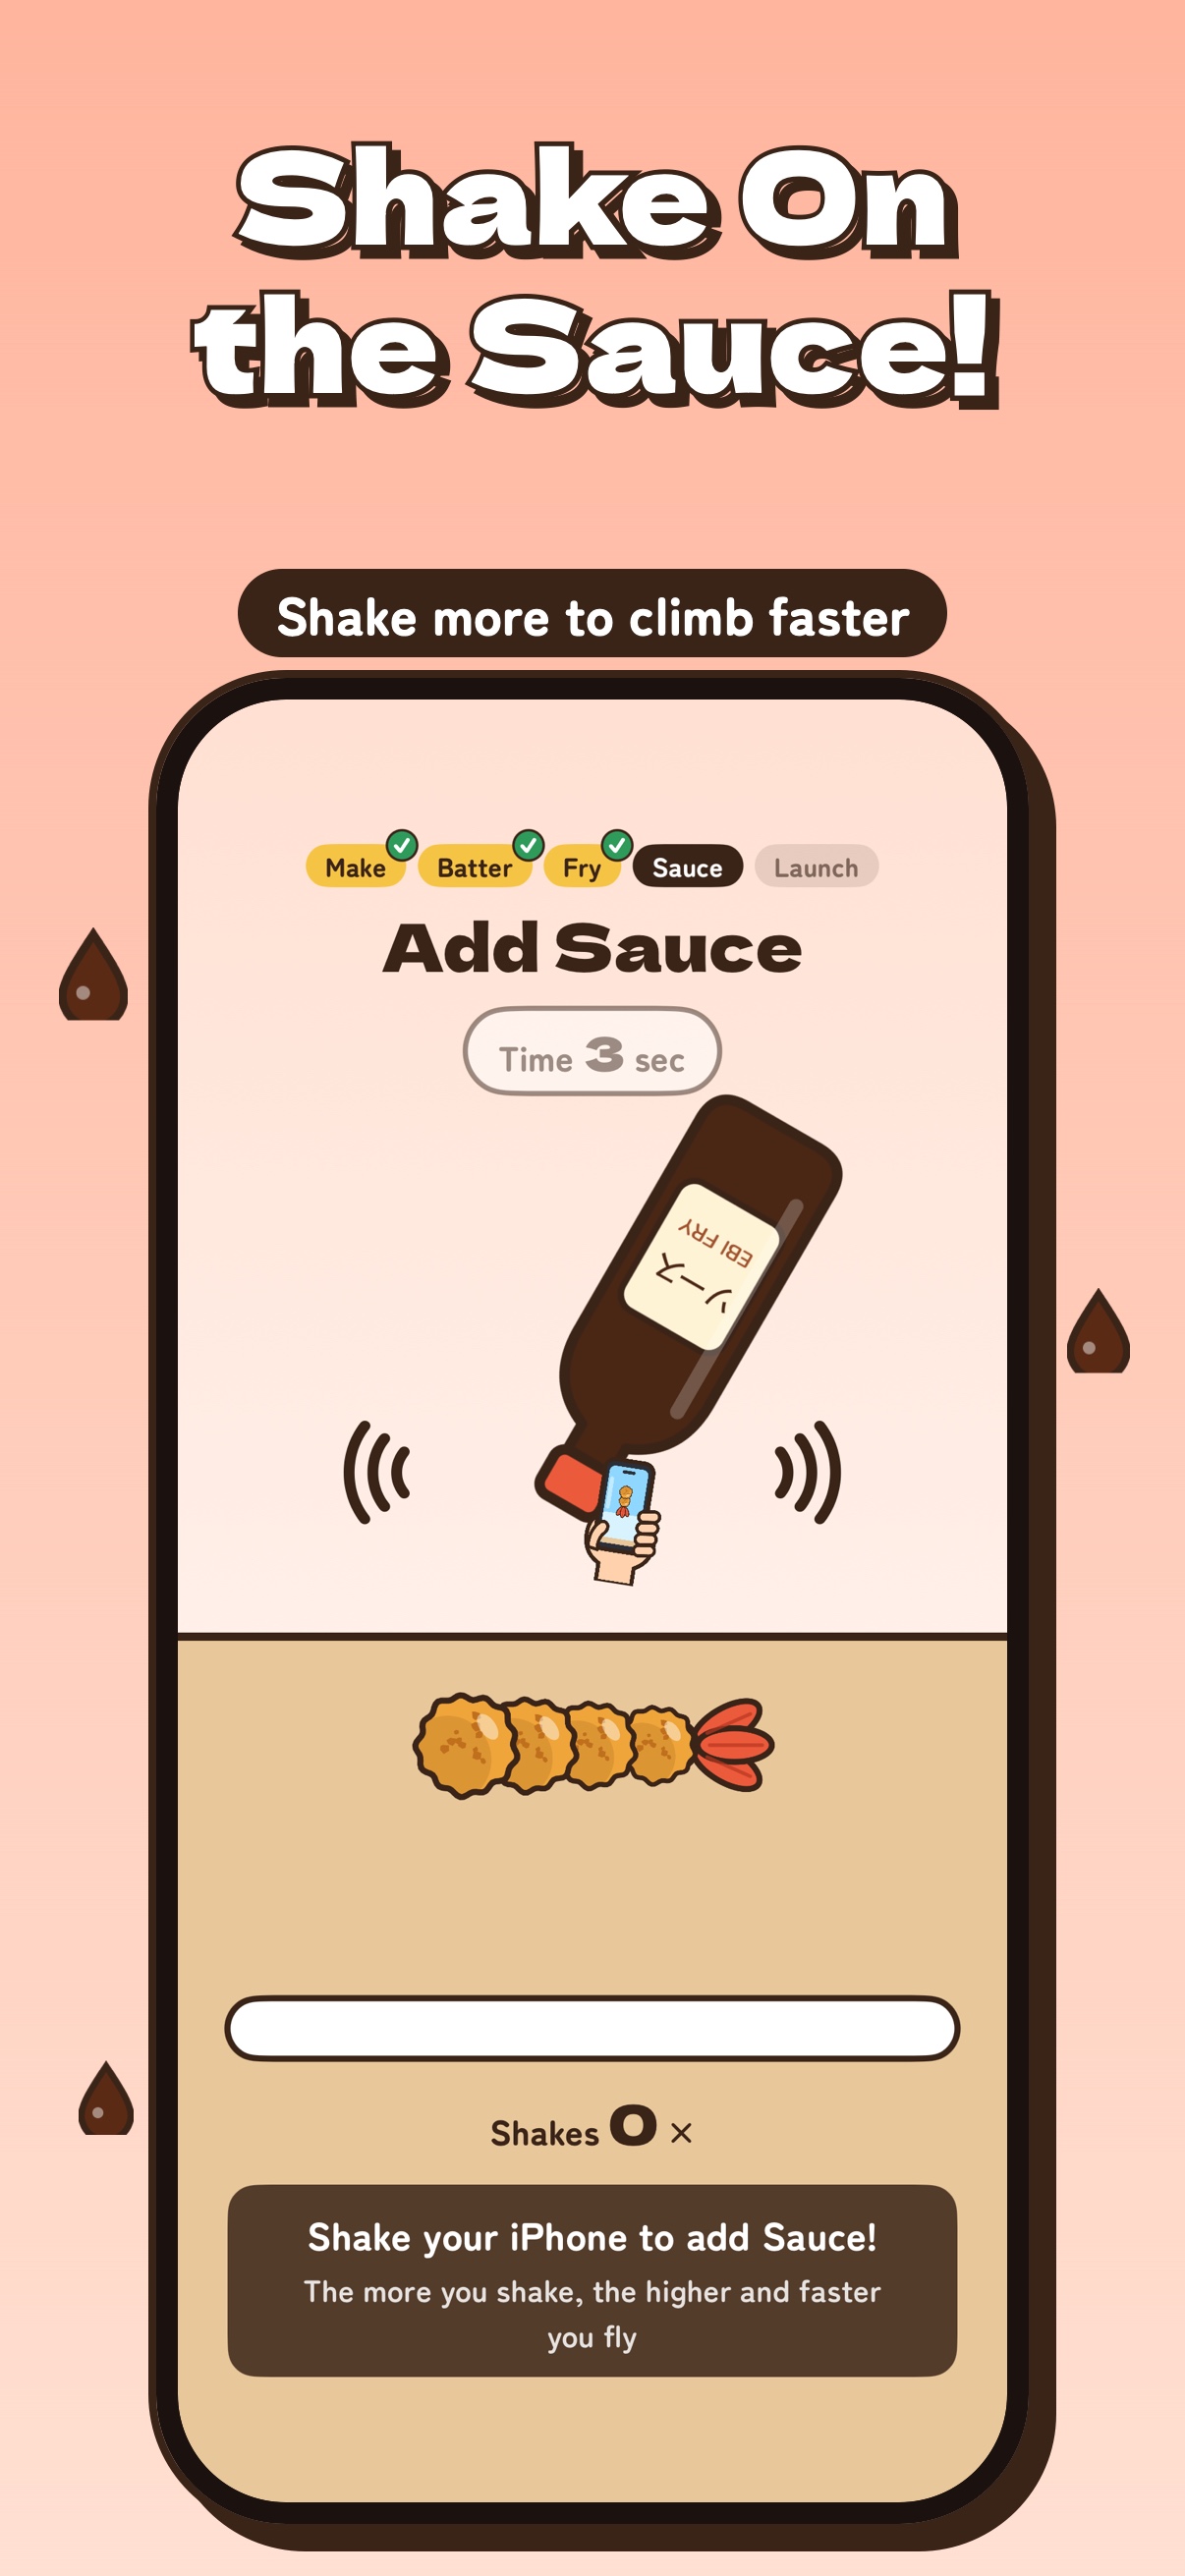 Shake On
the Sauce!
Shake more to climb faster
Make
Batter
Fry
Sauce
Launch
Add Sauce
Time 3 sec
ソース
EBI FRY
Shakes 0 ×
Shake your iPhone to add Sauce!
The more you shake, the higher and faster
you fly